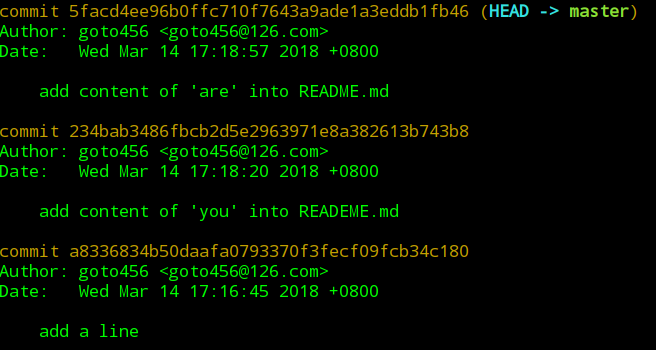 commit 5facd4ee96b0ffc710f7643a9ade1a3eddb1fb46 (HEAD -> master)
Author: goto456 <goto456@126.com>
Date:   Wed Mar 14 17:18:57 2018 +0800
    add content of 'are' into README.md
commit 234bab3486fbcb2d5e2963971e8a382613b743b8
Author: goto456 <goto456@126.com>
Date:   Wed Mar 14 17:18:20 2018 +0800
    add content of 'you' into READEME.md
commit a8336834b50daafa0793370f3fecf09fcb34c180
Author: goto456 <goto456@126.com>
Date:   Wed Mar 14 17:16:45 2018 +0800
    add a line